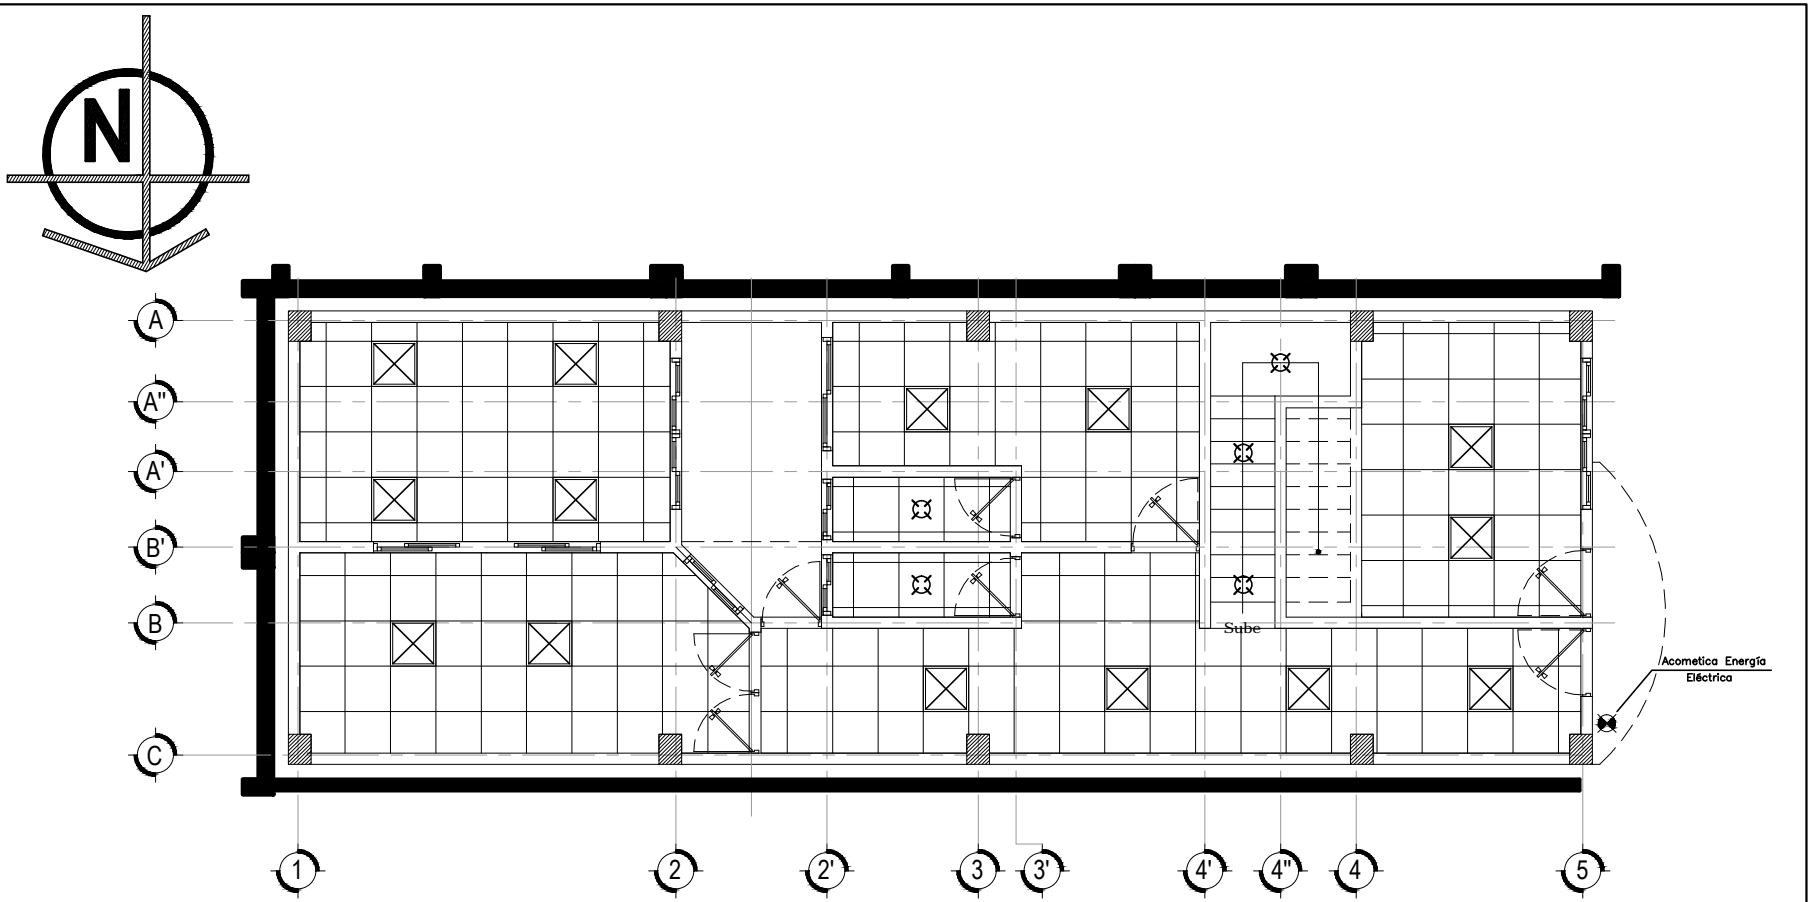 N
A
A"
A'
B'
B
C
Sube
Acometica Energía
Eléctrica
1
2
2'
3
3'
4'
4"
4
5